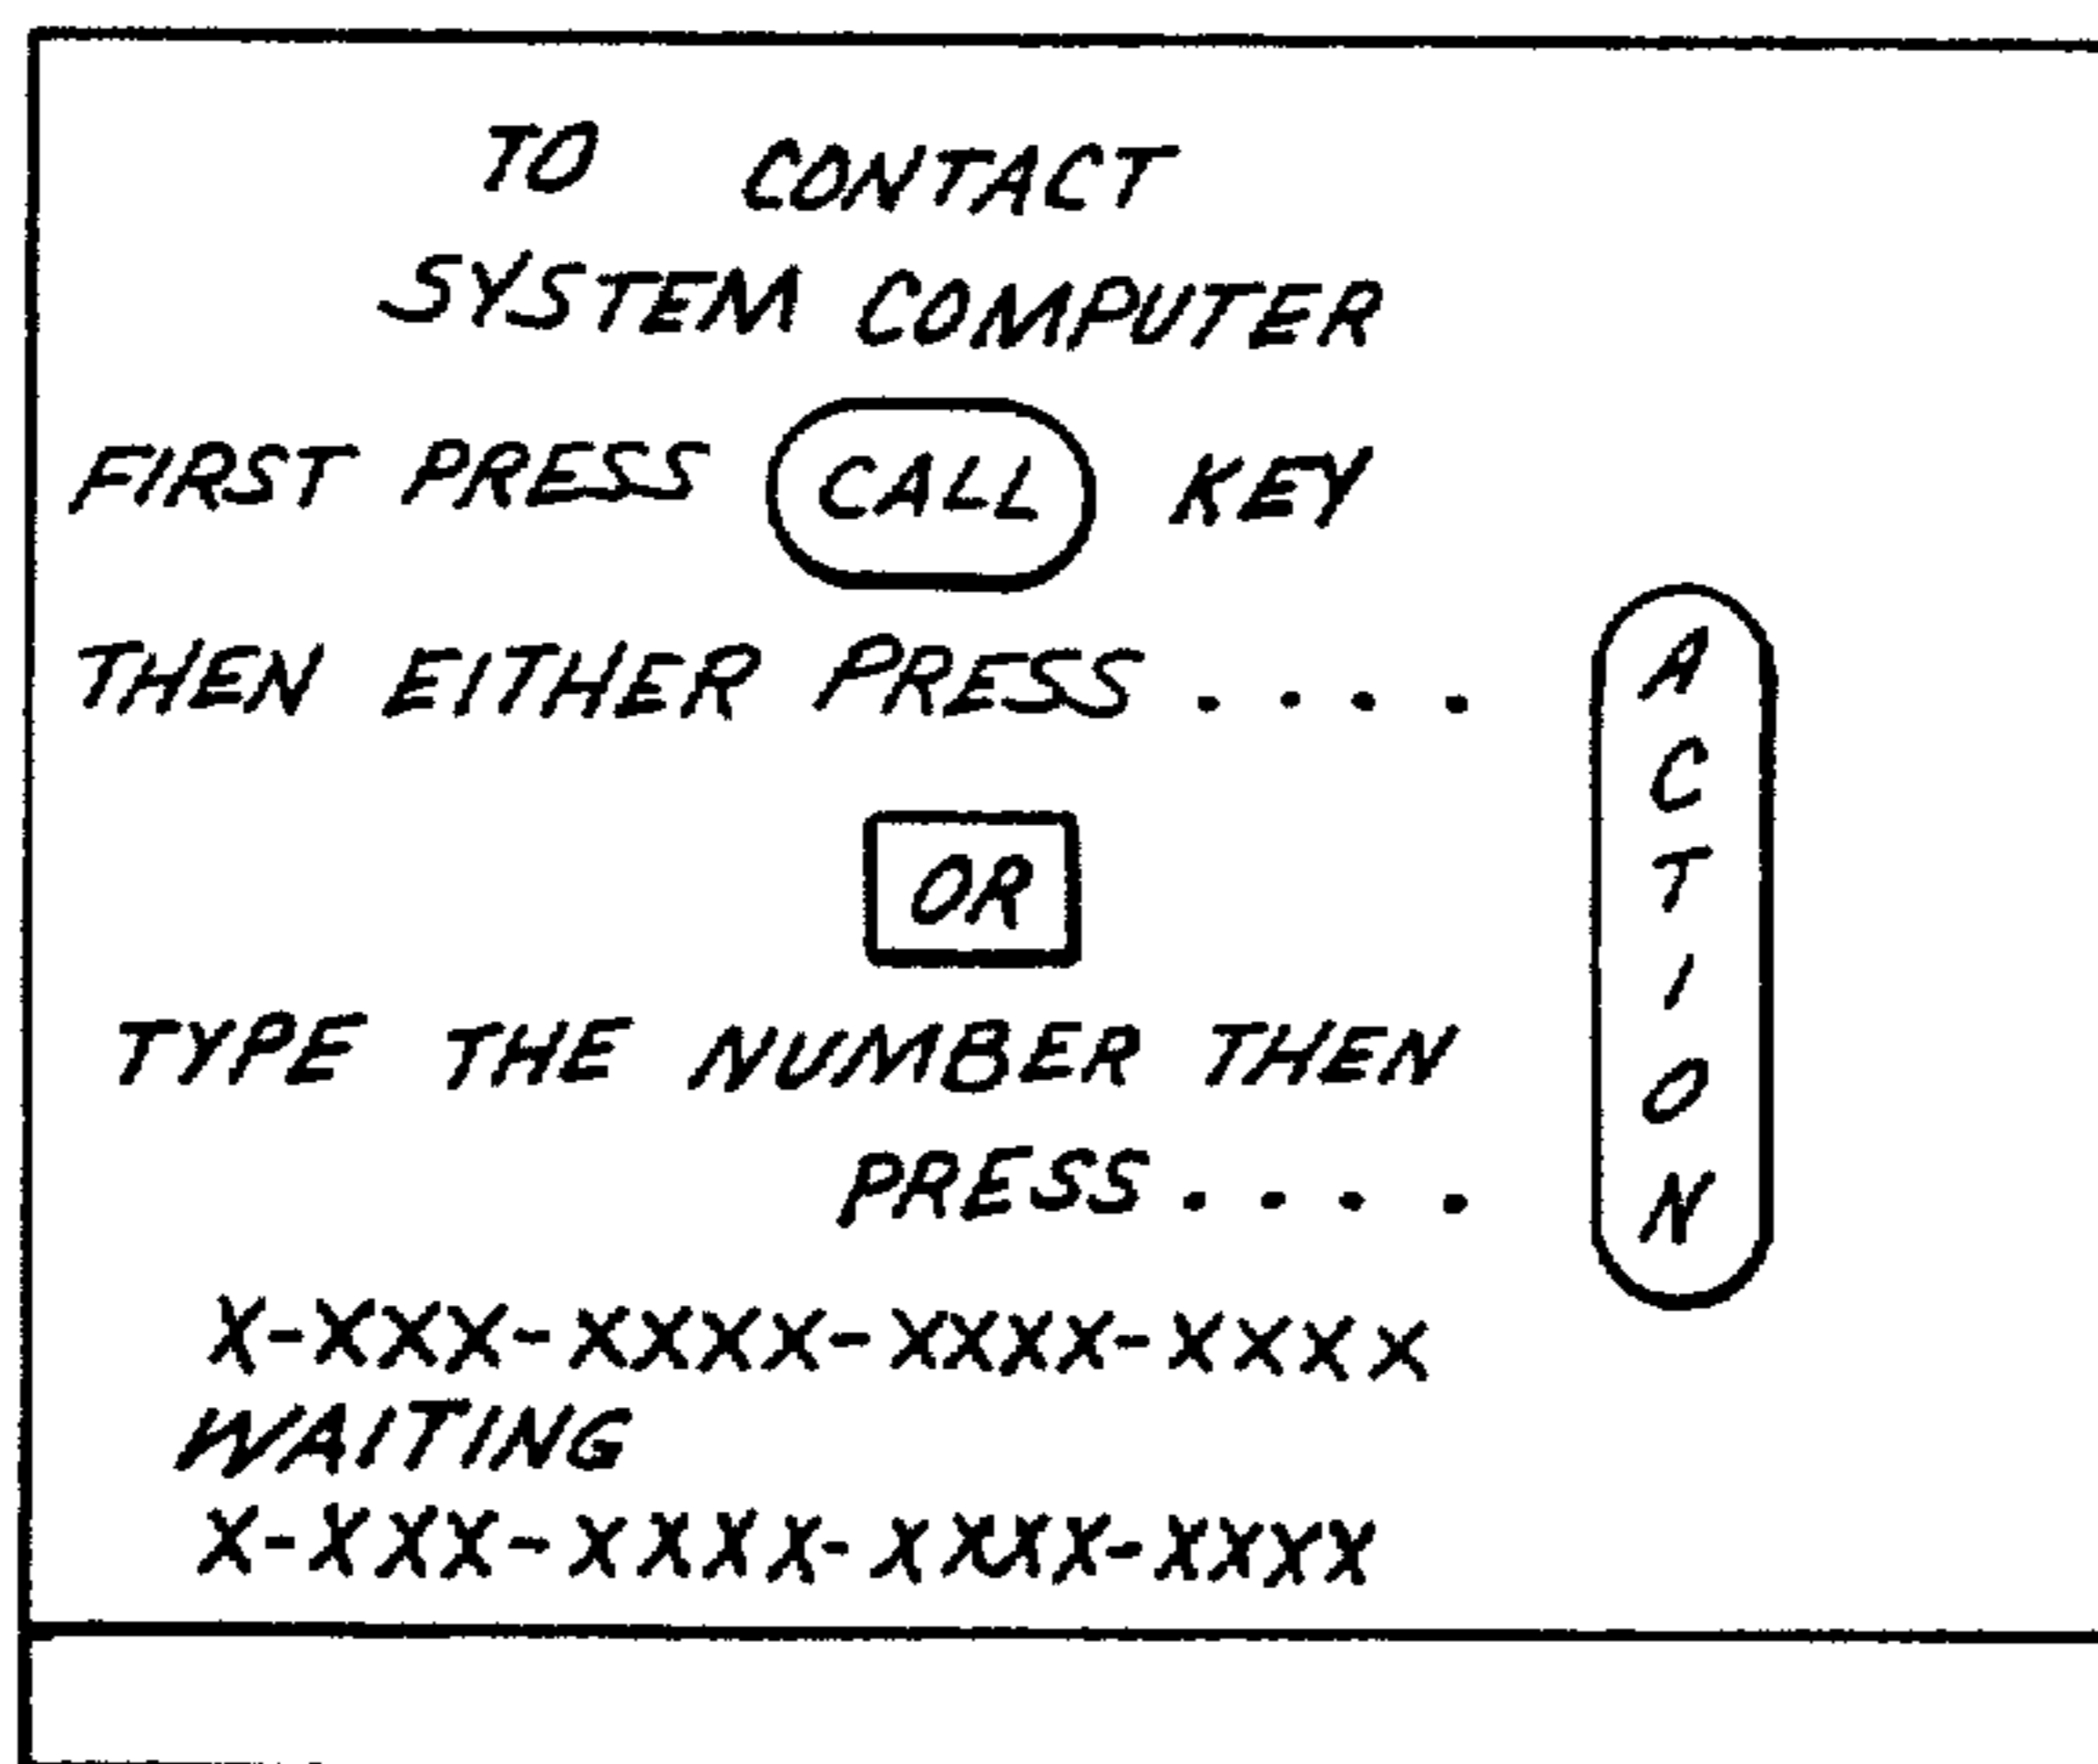 TO CONTACT
SYSTEM COMPUTER
FIRST PRESS CALL KEY
THEN EITHER PRESS....
OR
TYPE THE NUMBER THEN
PRESS....
ACTION
X-XXX-XXXX-XXXX-XXXX
WAITING
X-XXX-XXXX-XXXX-XXXX